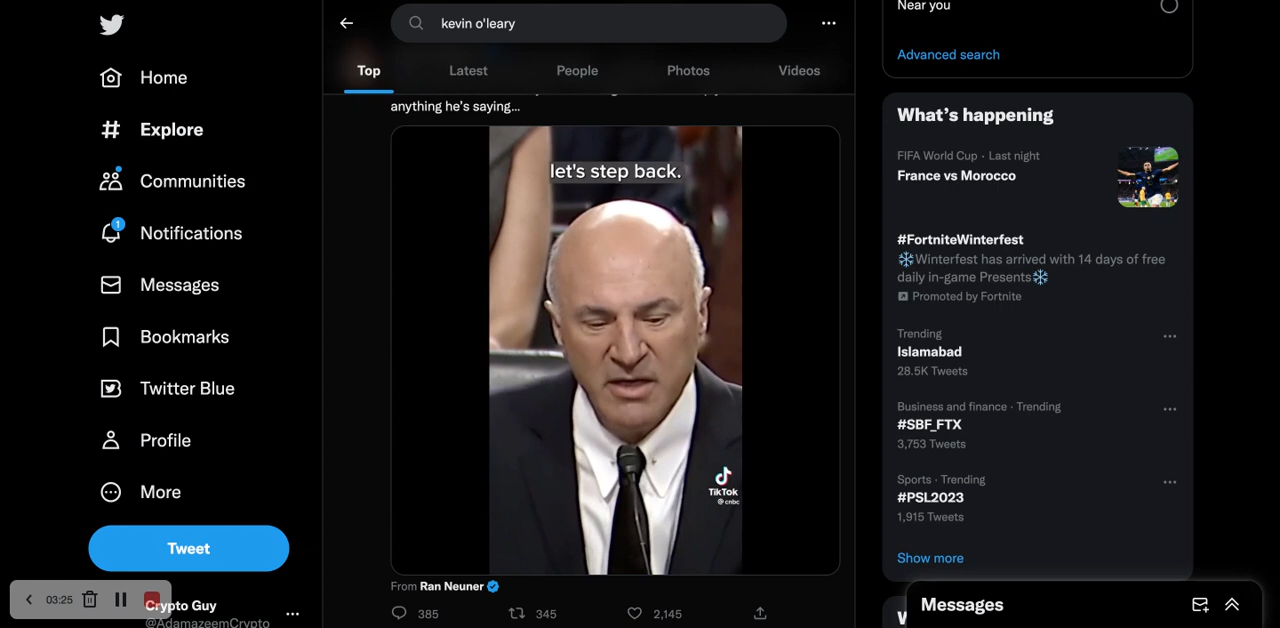 Home
Explore
Communities
1
Notifications
Messages
Bookmarks
Twitter Blue
Profile
More
Tweet
03:25
Crypto Guy
@AdamazeemCrypto
kevin o'leary
Top
Latest
People
Photos
Videos
anything he's saying...
let's step back.
TikTok
@cnbc
From Ran Neuner
385
345
2,145
Near you
Advanced search
What's happening
FIFA World Cup · Last night
France vs Morocco
#FortniteWinterfest
❄️Winterfest has arrived with 14 days of free
daily in-game Presents❄️
Promoted by Fortnite
Trending
Islamabad
28.5K Tweets
Business and finance · Trending
#SBF_FTX
3,753 Tweets
Sports · Trending
#PSL2023
1,915 Tweets
Show more
Messages